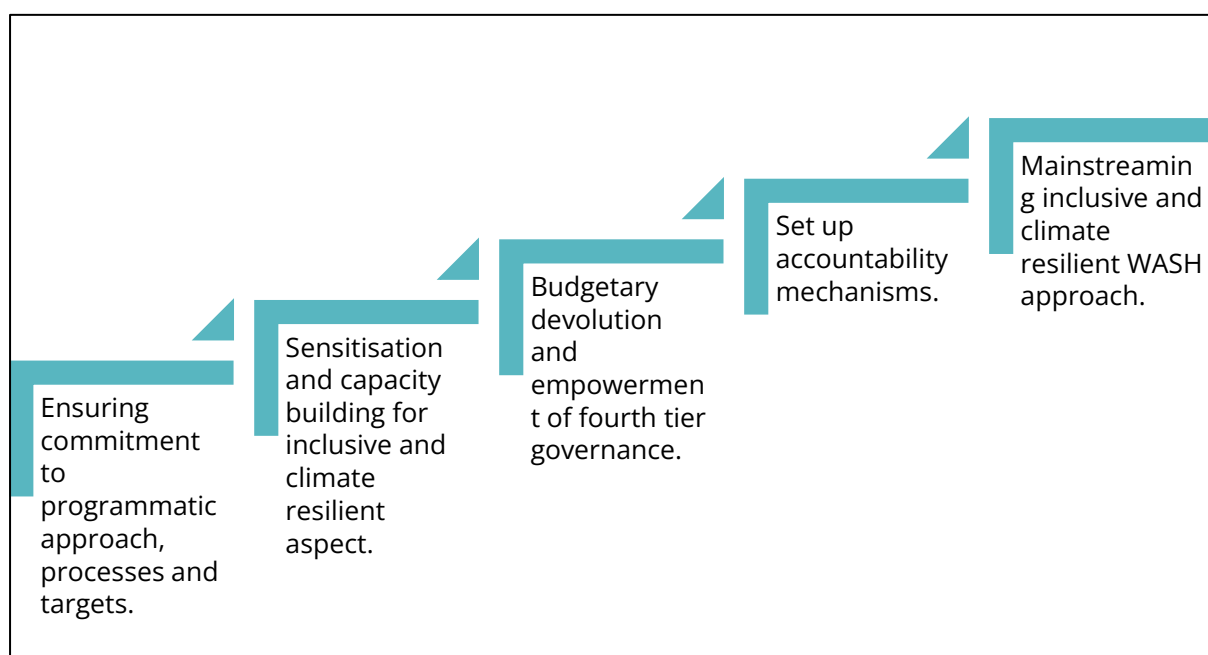 Ensuring
commitment
to
programmatic
approach,
processes and
targets.
Sensitisation
and capacity
building for
inclusive and
climate
resilient
aspect.
Budgetary
devolution
and
empowermen
t of fourth tier
governance.
Set up
accountability
mechanisms.
Mainstreamin
g inclusive and
climate
resilient WASH
approach.